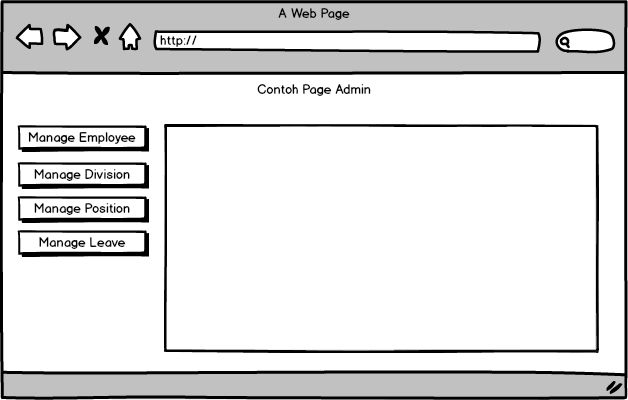 A Web Page
http://
Contoh Page Admin
Manage Employee
Manage Division
Manage Position
Manage Leave